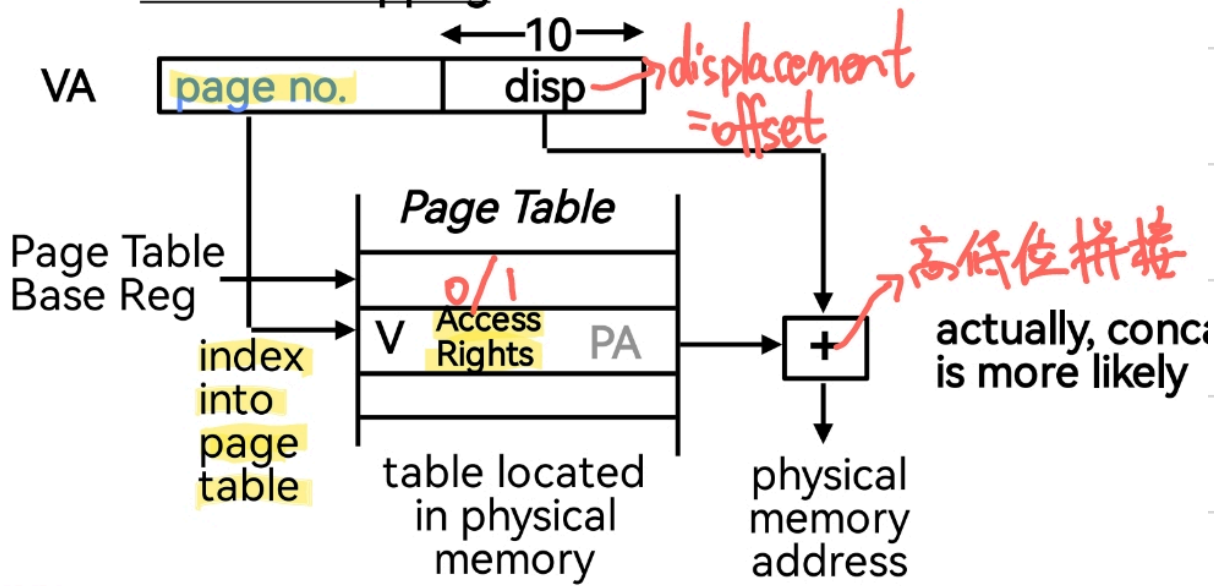 10
VA
page no.
disp
displacement
=offset
Page Table
Page Table
Base Reg
0/1
V
Access
Rights
PA
+
高低位拼接
actually,
is more likely
index
into
page
table
table located
in physical
memory
physical
memory
address